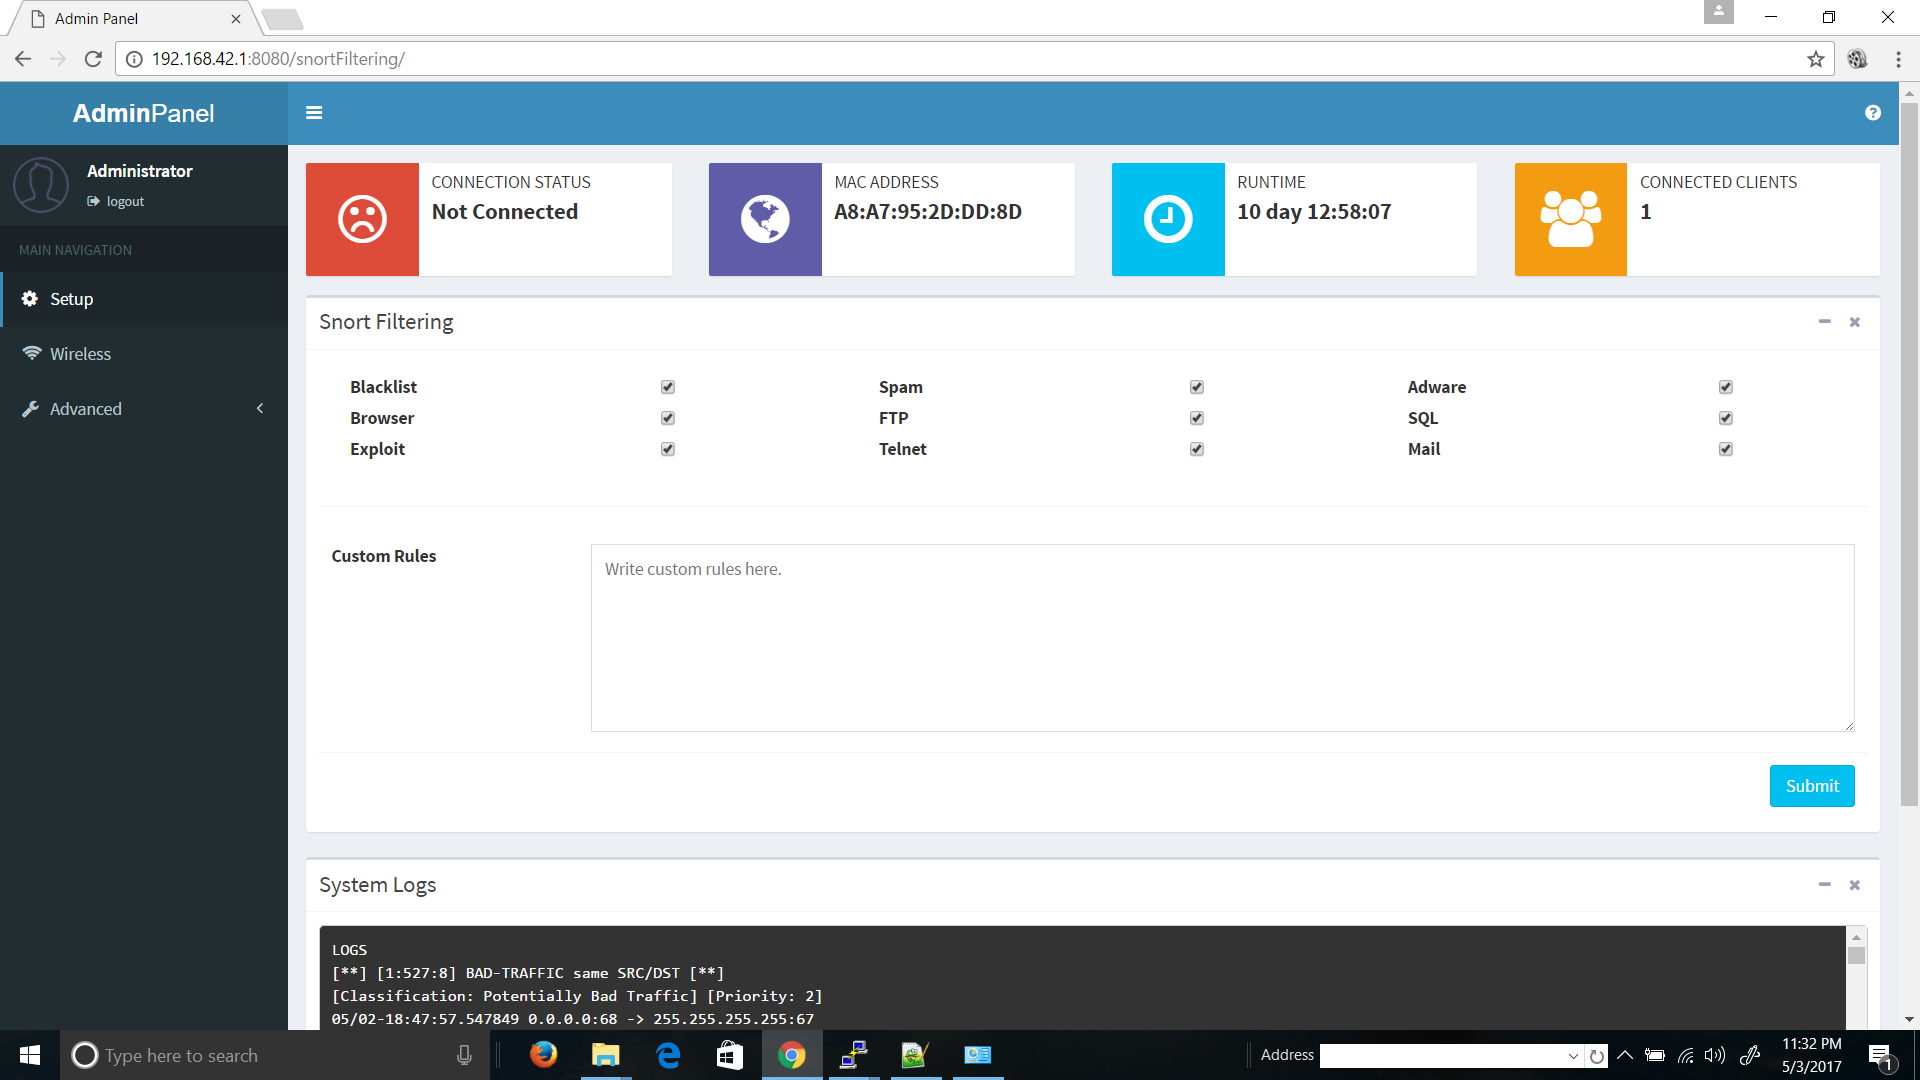 Admin Panel
192.168.42.1:8080/snortFiltering/
AdminPanel
Administrator
logout
MAIN NAVIGATION
Setup
Wireless
Advanced
CONNECTION STATUS
Not Connected
MAC ADDRESS
A8:A7:95:2D:DD:8D
RUNTIME
10 day 12:58:07
CONNECTED CLIENTS
1
Snort Filtering
Blacklist Spam Adware
Browser FTP SQL
Exploit Telnet Mail
Custom Rules
Write custom rules here.
Submit
System Logs
LOGS
[**] [1:527:8] BAD-TRAFFIC same SRC/DST [**]
[Classification: Potentially Bad Traffic] [Priority: 2]
05/02-18:47:57.547849 0.0.0.0:68 -> 255.255.255.255:67
Type here to search
Address
11:32 PM
5/3/2017
1